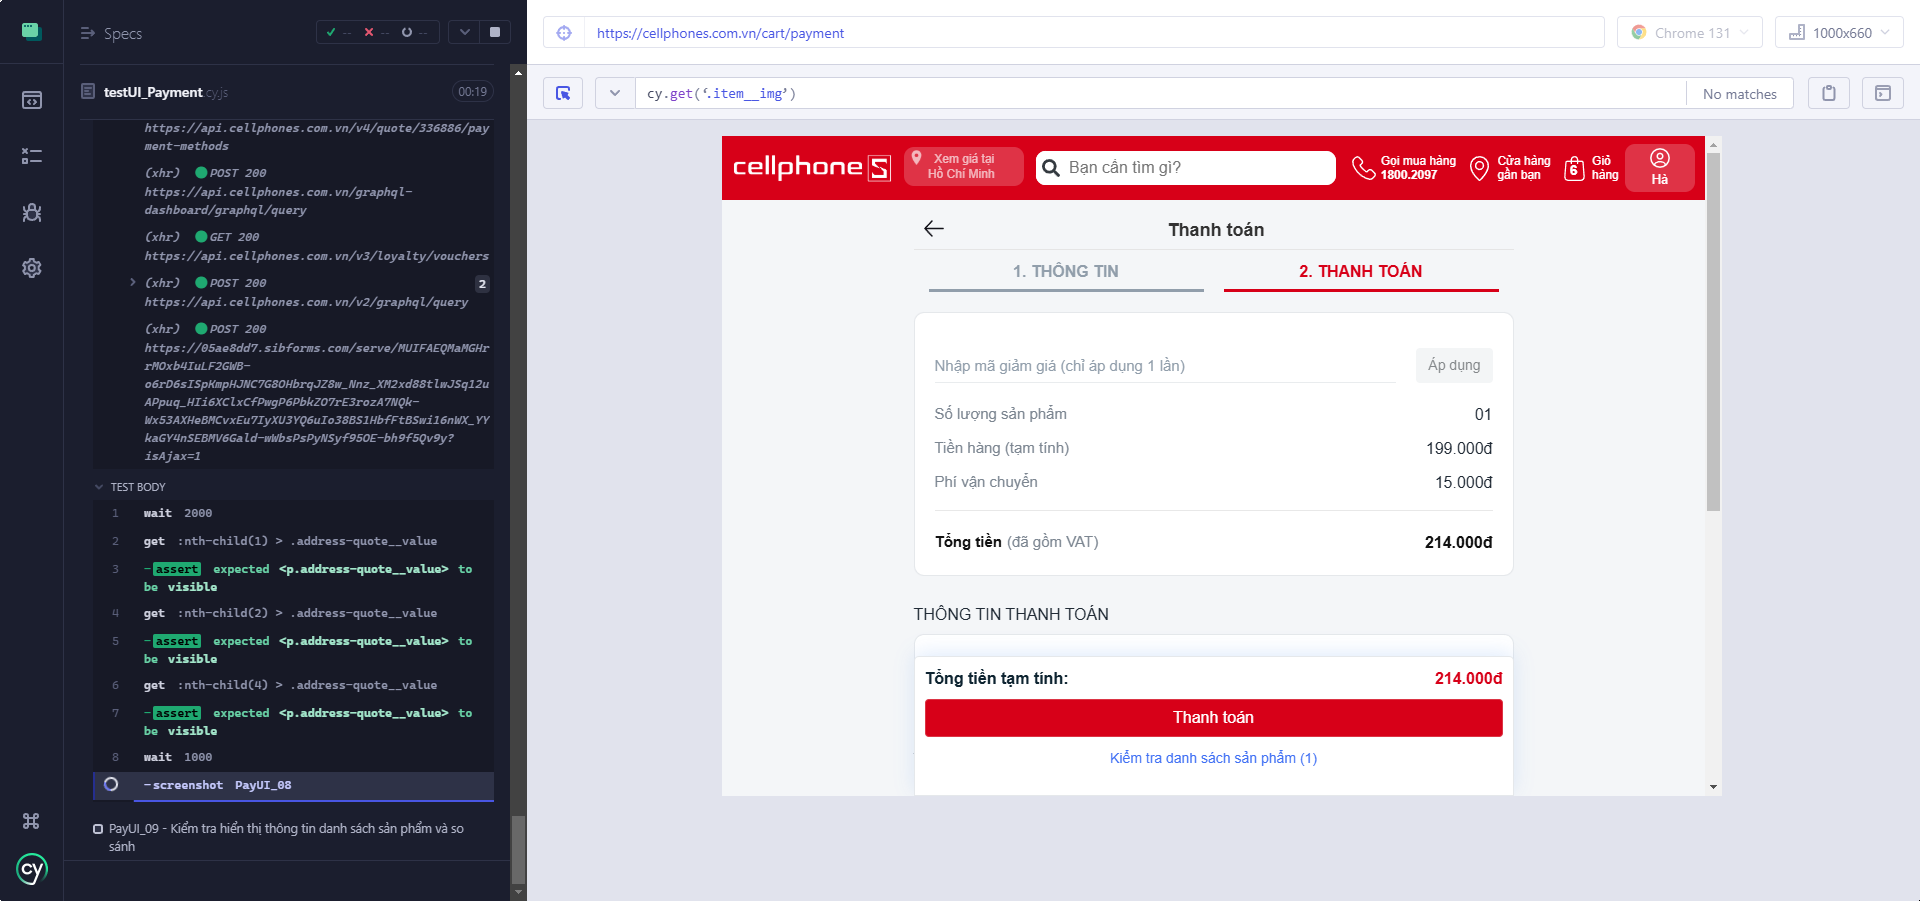 Specs
--
--
--
testUI_Payment.cy.js
00:19
https://api.cellphones.com.vn/v4/quote/336886/pay
ment-methods
(xhr) POST 200
https://api.cellphones.com.vn/graphql-
dashboard/graphql/query
(xhr) GET 200
https://api.cellphones.com.vn/v3/loyalty/vouchers
(xhr) POST 200
2
https://api.cellphones.com.vn/v2/graphql/query
(xhr) POST 200
https://05ae8dd7.sibforms.com/serve/MUIFAEQMaMGHr
rMOxb4IuLF2GWB-
o6rD6sISpKmpHJNC7G8OHbrqJZ8w_Nnz_XM2xd88tlwJSq12u
APpuq_HIi6XClxCfPwgP6PbkZO7rE3rozA7NQk-
Wx53AXHeBMCvxEu7IyXU3YQ6uIo38BS1HbfFtBSwi16nWX_YY
kaGY4nSEBMV6Gald-wWbsPsPyNSyf95OE-bh9f5Qv9y?
isAjax=1
TEST BODY
1 wait 2000
2 get :nth-child(1) > .address-quote__value
3 -assert expected <p.address-quote__value> to
be visible
4 get :nth-child(2) > .address-quote__value
5 -assert expected <p.address-quote__value> to
be visible
6 get :nth-child(4) > .address-quote__value
7 -assert expected <p.address-quote__value> to
be visible
8 wait 1000
-screenshot PayUI_08
PayUI_09 - Kiểm tra hiển thị thông tin danh sách sản phẩm và so
sánh
cy
https://cellphones.com.vn/cart/payment
Chrome 131
1000x660
cy.get(‘.item__img’)
No matches
cellphoneS
Xem giá tại
Hồ Chí Minh
Bạn cần tìm gì?
Gọi mua hàng
1800.2097
Cửa hàng
gần bạn
6
Giỏ
hàng
Hà
Thanh toán
1. THÔNG TIN
2. THANH TOÁN
Nhập mã giảm giá (chỉ áp dụng 1 lần)
Áp dụng
Số lượng sản phẩm 01
Tiền hàng (tạm tính) 199.000đ
Phí vận chuyển 15.000đ
Tổng tiền (đã gồm VAT) 214.000đ
THÔNG TIN THANH TOÁN
Tổng tiền tạm tính: 214.000đ
Thanh toán
Kiểm tra danh sách sản phẩm (1)